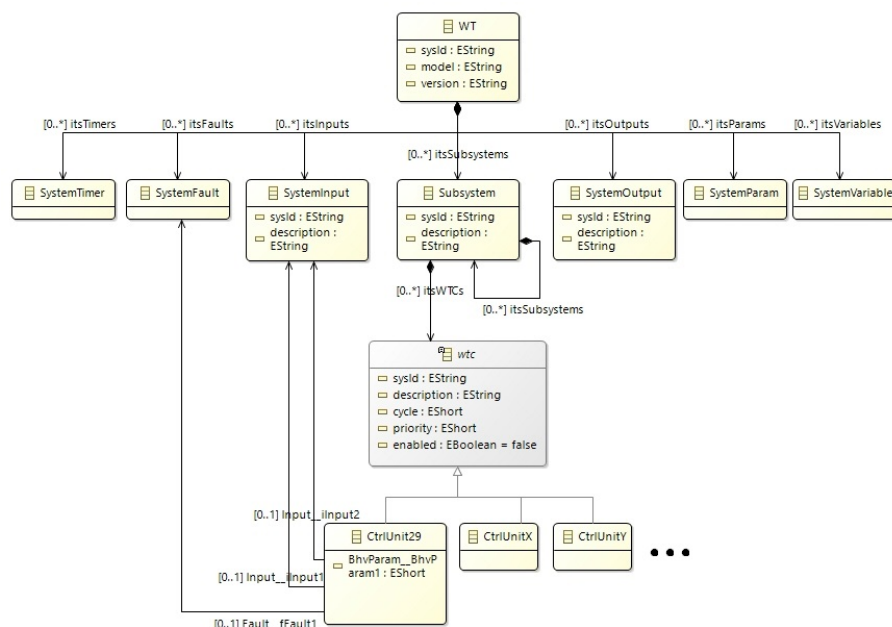 WT
sysId : EString
model : EString
version : EString
[0..*] itsTimers
[0..*] itsFaults
[0..*] itsInputs
[0..*] itsSubsystems
[0..*] itsOutputs
[0..*] itsParams
[0..*] itsVariables
SystemTimer
SystemFault
SystemInput
sysId : EString
description :
EString
Subsystem
sysId : EString
description :
EString
SystemOutput
sysId : EString
description :
EString
SystemParam
SystemVariable
[0..*] itsWTCs
[0..*] itsSubsystems
wtc
sysId : EString
description : EString
cycle : EShort
priority : EShort
enabled : EBoolean = false
[0..1] Input__iInput2
CtrlUnit29
BhvParam__BhvP
aram1 : EShort
CtrlUnitX
CtrlUnitY
[0..1] Input__iInput1
[0..1] Fault__fFault1